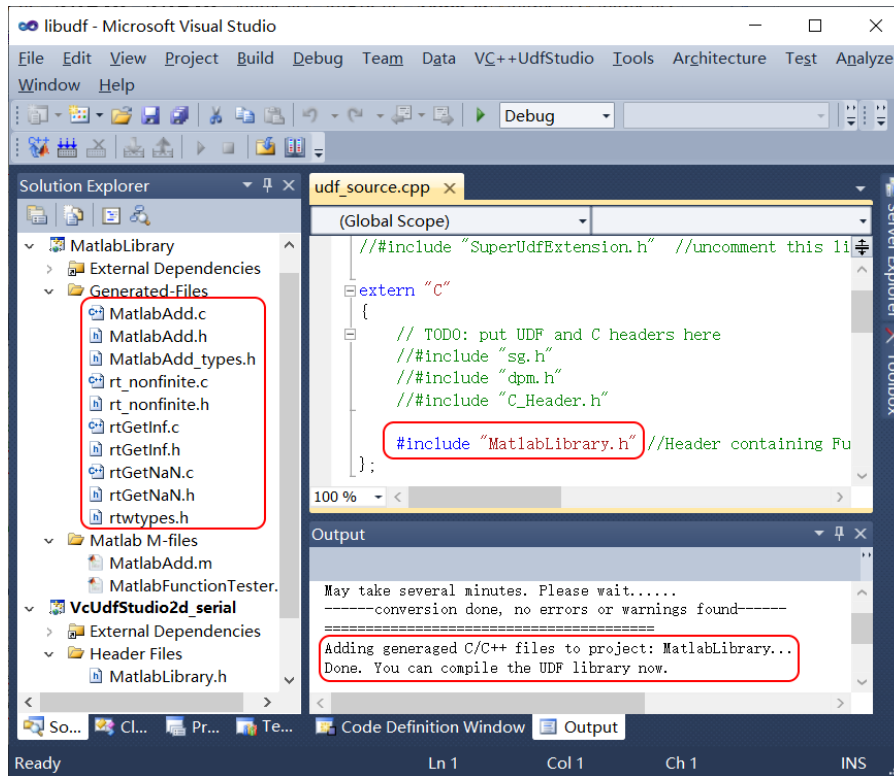 libudf - Microsoft Visual Studio
File Edit View Project Build Debug Team Data VC++UdfStudio Tools Architecture Test Analyze
Window Help
Debug
Solution Explorer
MatlabLibrary
External Dependencies
Generated-Files
MatlabAdd.c
MatlabAdd.h
MatlabAdd_types.h
rt_nonfinite.c
rt_nonfinite.h
rtGetInf.c
rtGetInf.h
rtGetNaN.c
rtGetNaN.h
rtwtypes.h
Matlab M-files
MatlabAdd.m
MatlabFunctionTester.
VcUdfStudio2d_serial
External Dependencies
Header Files
MatlabLibrary.h
So... Cl... Pr... Te...
udf_source.cpp
(Global Scope)
//#include "SuperUdfExtension.h" //uncomment this li
extern "C"
{
// TODO: put UDF and C headers here
//#include "sg.h"
//#include "dpm.h"
//#include "C_Header.h"
#include "MatlabLibrary.h" //Header containing Fu
};
100 %
Output
May take several minutes. Please wait......
------conversion done, no errors or warnings found------
========================================
Adding generaged C/C++ files to project: MatlabLibrary...
Done. You can compile the UDF library now.
Code Definition Window Output
Server Explorer
Toolbox
Ready Ln 1 Col 1 Ch 1 INS